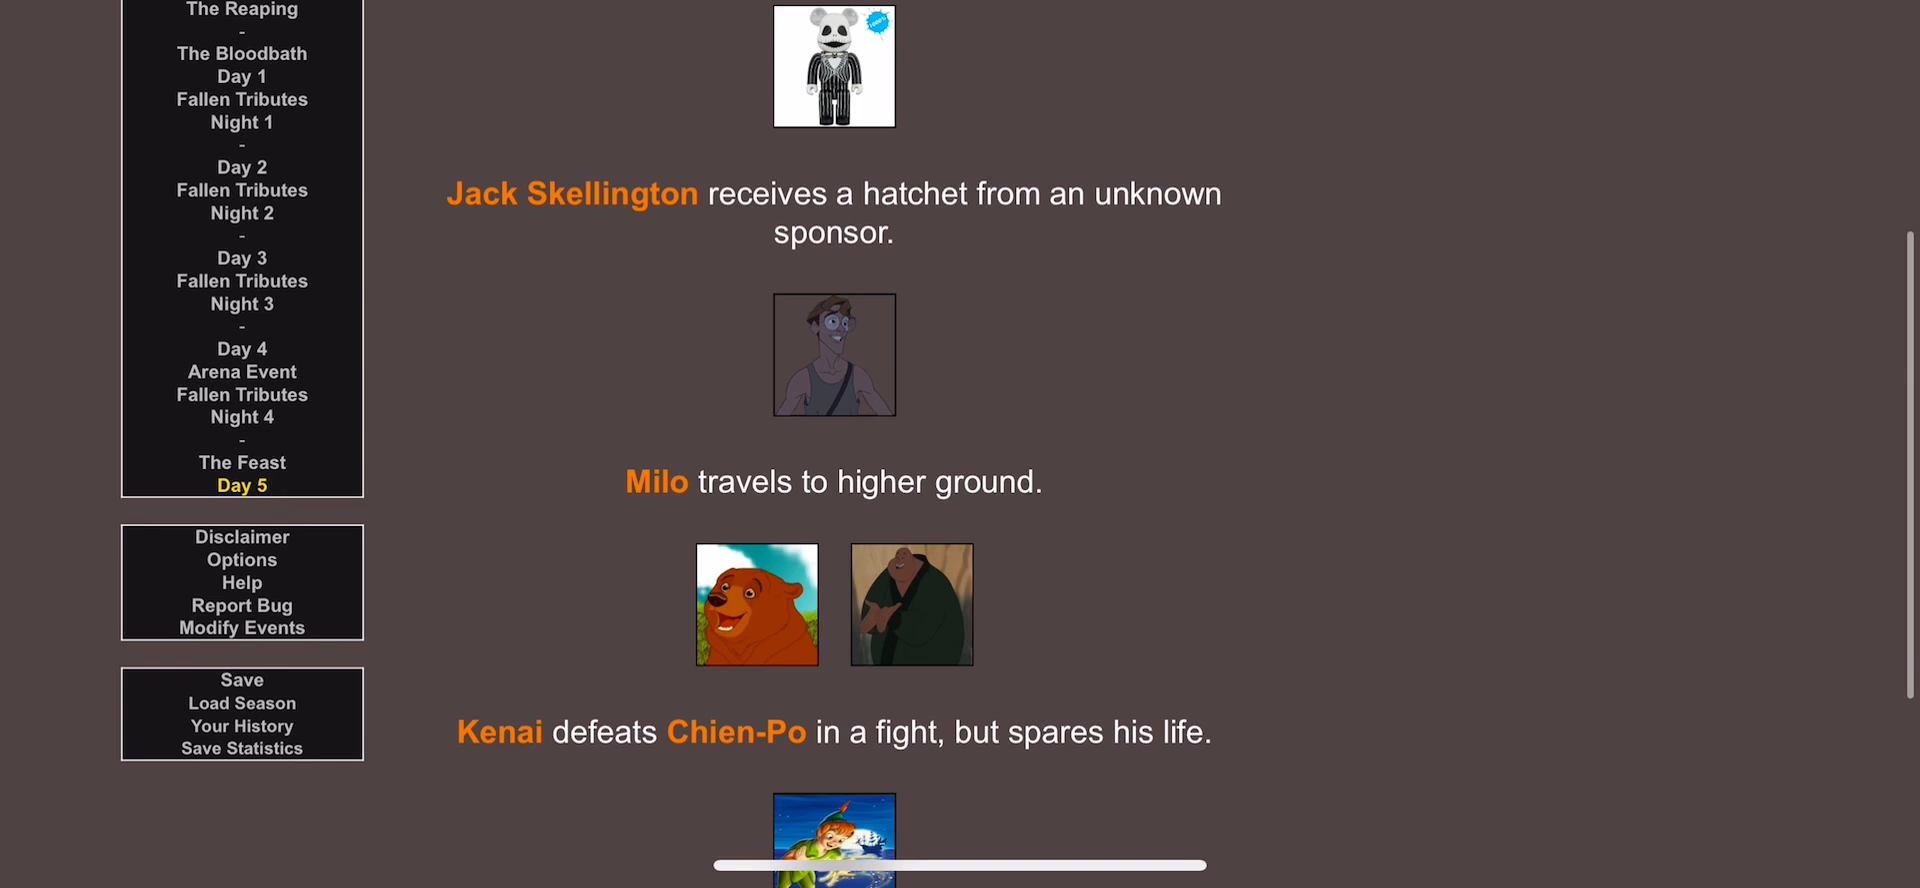 The Reaping
-
The Bloodbath
Day 1
Fallen Tributes
Night 1
-
Day 2
Fallen Tributes
Night 2
-
Day 3
Fallen Tributes
Night 3
-
Day 4
Arena Event
Fallen Tributes
Night 4
-
The Feast
Day 5
Disclaimer
Options
Help
Report Bug
Modify Events
Save
Load Season
Your History
Save Statistics
Jack Skellington receives a hatchet from an unknown
sponsor.
Milo travels to higher ground.
Kenai defeats Chien-Po in a fight, but spares his life.